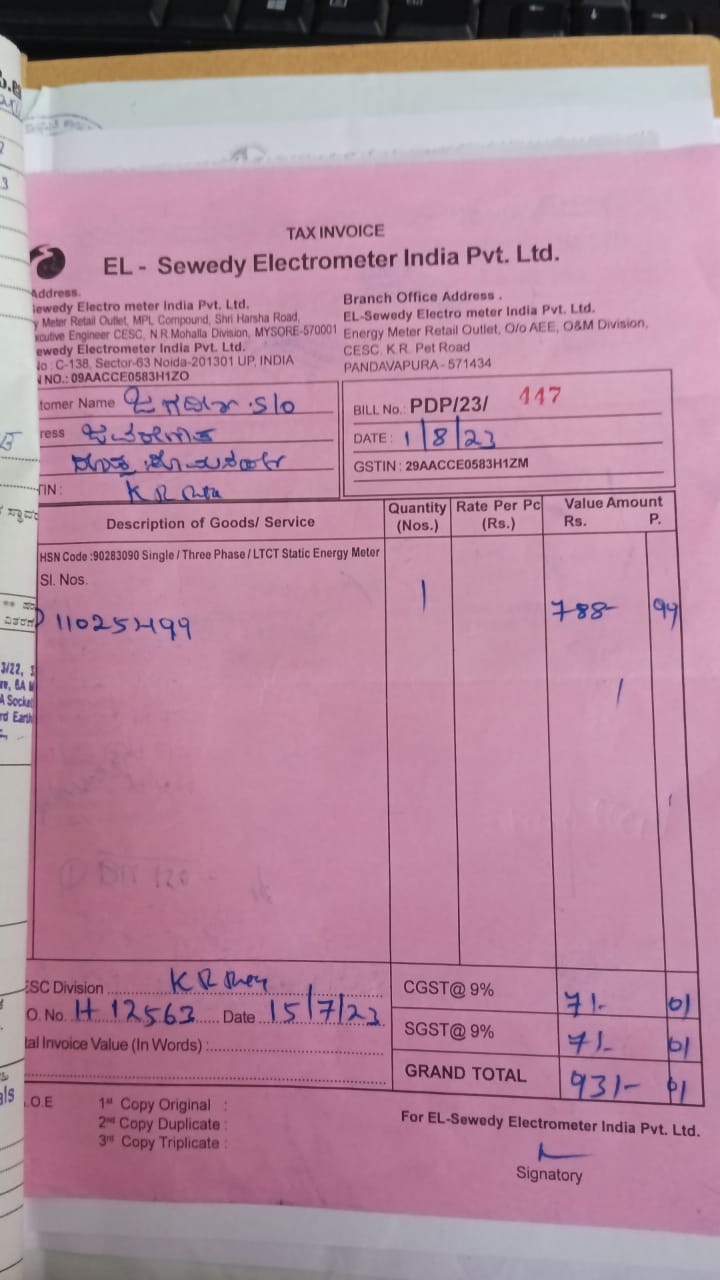 TAX INVOICE
EL - Sewedy Electrometer India Pvt. Ltd.
Address.
Sewedy Electro meter India Pvt. Ltd.
Meter Retail Outlet, MPL Compound, Shri Harsha Road,
Engineer CESC, N.R.Mohalla Division, MYSORE-570001
Sewedy Electrometer India Pvt. Ltd.
C-138, Sector-63 Noida-201301 UP, INDIA
NO.: 09AACCE0583H1ZO
Branch Office Address .
EL-Sewedy Electro meter India Pvt. Ltd.
Energy Meter Retail Outlet, O/o AEE, O&M Division,
CESC, K.R. Pet Road
PANDAVAPURA - 571434
tomer Name S/o
ress
TIN : K R
BILL No.: PDP/23/ 447
DATE : 1/8/23
GSTIN : 29AACCE0583H1ZM
Description of Goods/ Service
Quantity (Nos.)
Rate Per Pc (Rs.)
Value Amount
Rs. P.
HSN Code :90283090 Single / Three Phase / LTCT Static Energy Meter
Sl. Nos.
1 788- 99
SC Division K R
O. No. H 12563 Date 15/7/23
tal Invoice Value (In Words) :
CGST@ 9% 71- 01
SGST@ 9% 71- 01
GRAND TOTAL 931- 01
.O.E
1st Copy Original :
2nd Copy Duplicate :
3rd Copy Triplicate :
For EL-Sewedy Electrometer India Pvt. Ltd.
Signatory